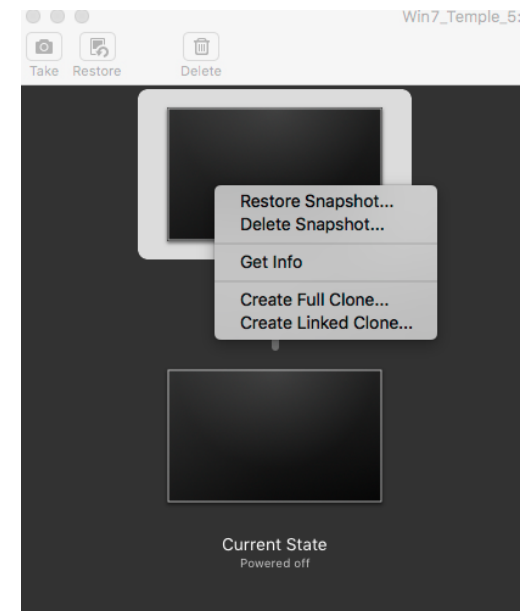 Win7_Temple_5
Take Restore Delete
Restore Snapshot...
Delete Snapshot...
Get Info
Create Full Clone...
Create Linked Clone...
Current State
Powered off